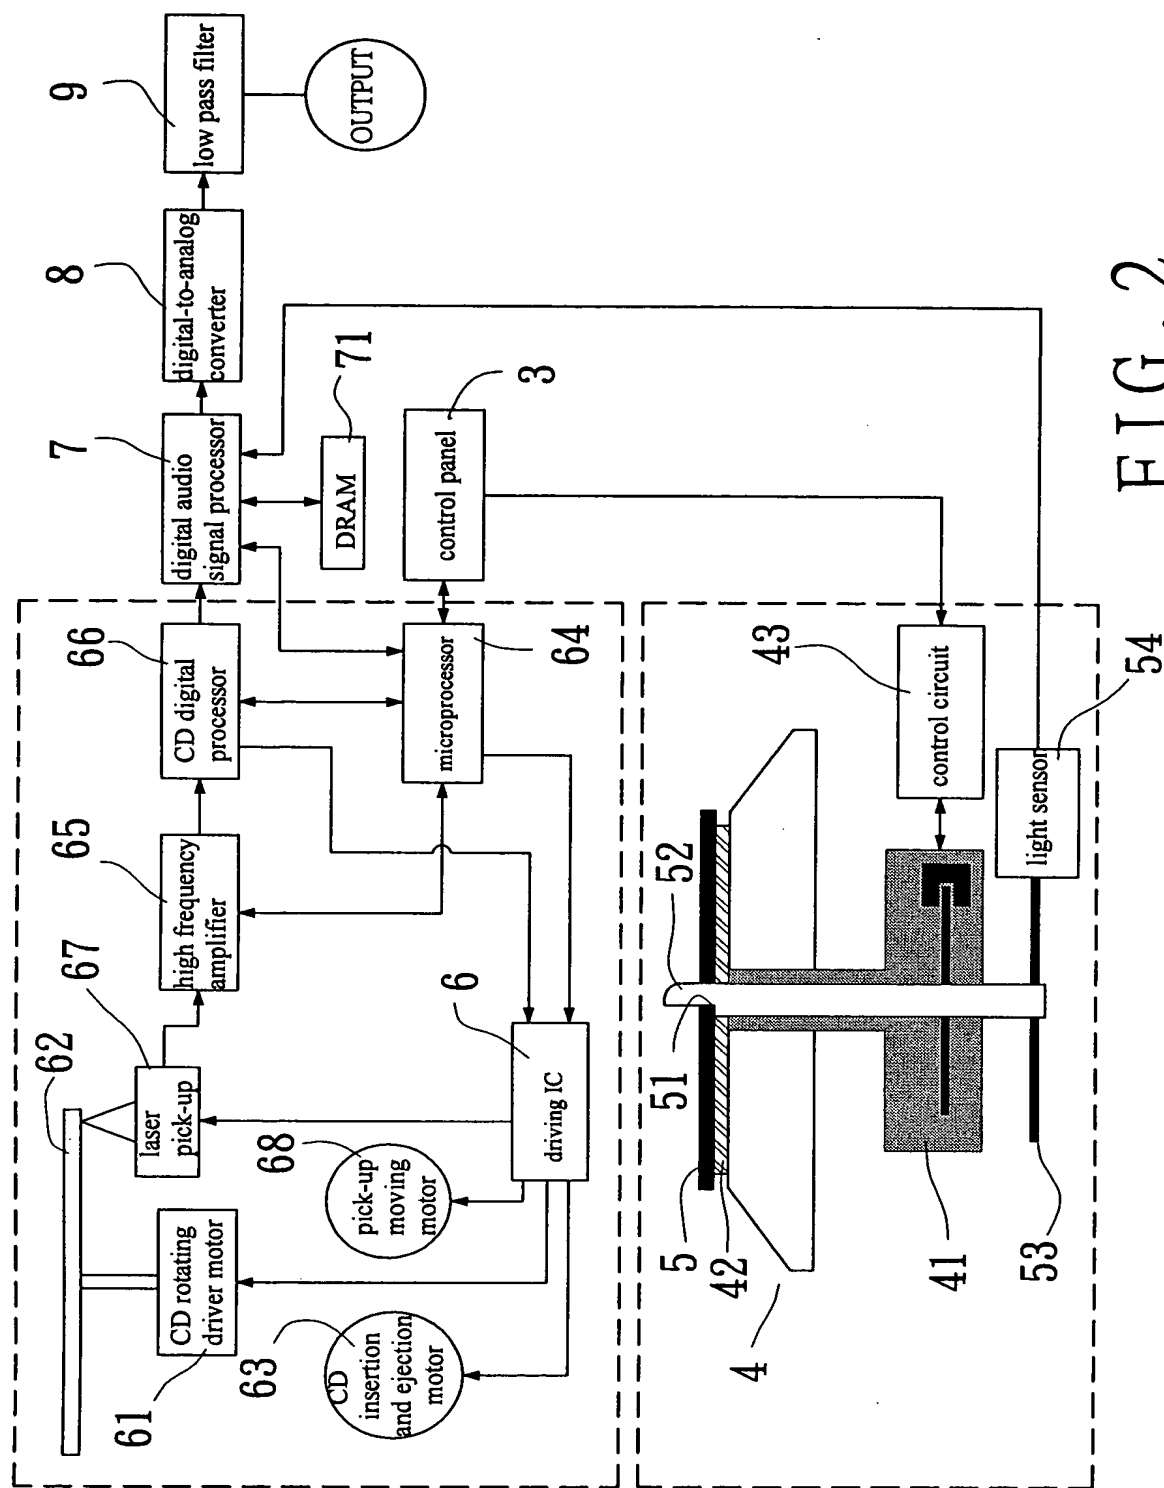 62
67
65
66
7
8
9
laser
pick-up
high frequency
amplifier
CD digital
processor
digital audio
signal processor
digital-to-analog
converter
low pass filter
OUTPUT
61
CD rotating
driver motor
63
CD
insertion
and ejection
motor
68
pick-up
moving
motor
6
driving IC
microprocessor
64
DRAM
71
control panel
3
4
5
42
51
52
41
53
43
control circuit
light sensor
54
FIG. 2